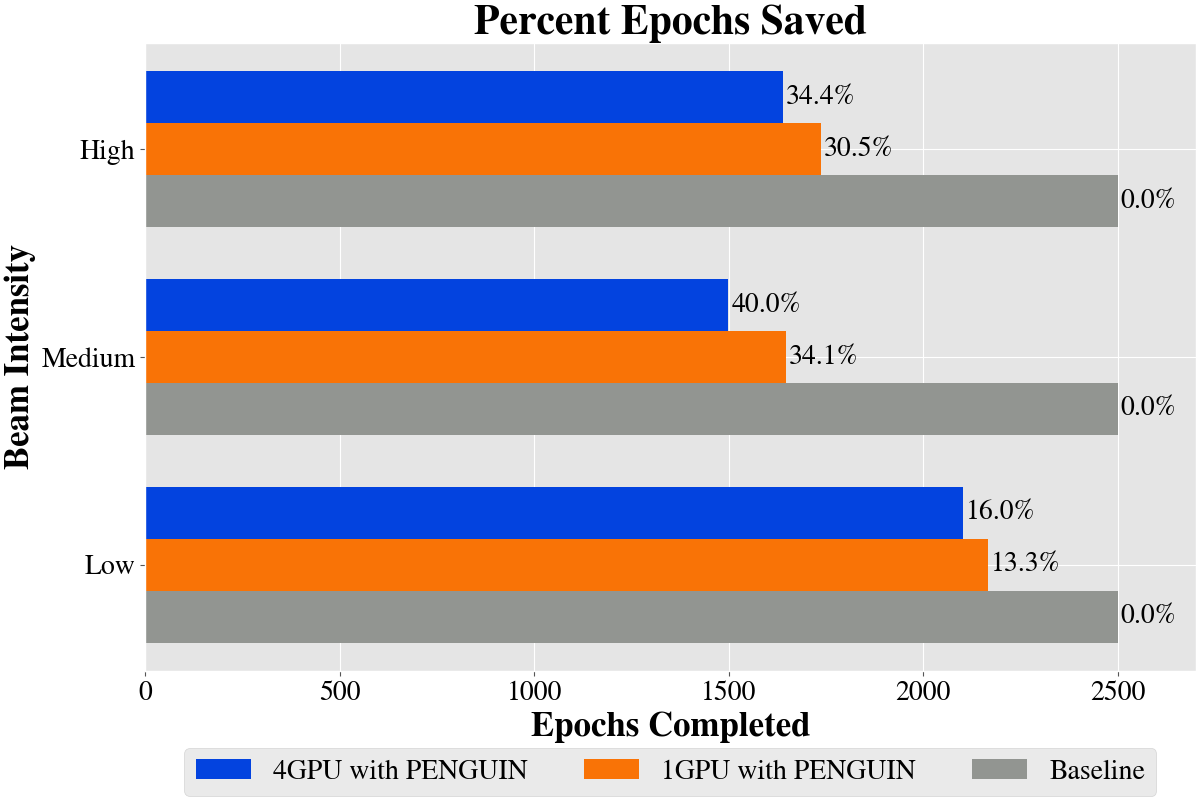 Percent Epochs Saved
34.4%
High
30.5%
0.0%
40.0%
Medium
34.1%
0.0%
16.0%
Low
13.3%
0.0%
Beam Intensity
0 500 1000 1500 2000 2500
Epochs Completed
4GPU with PENGUIN 1GPU with PENGUIN Baseline